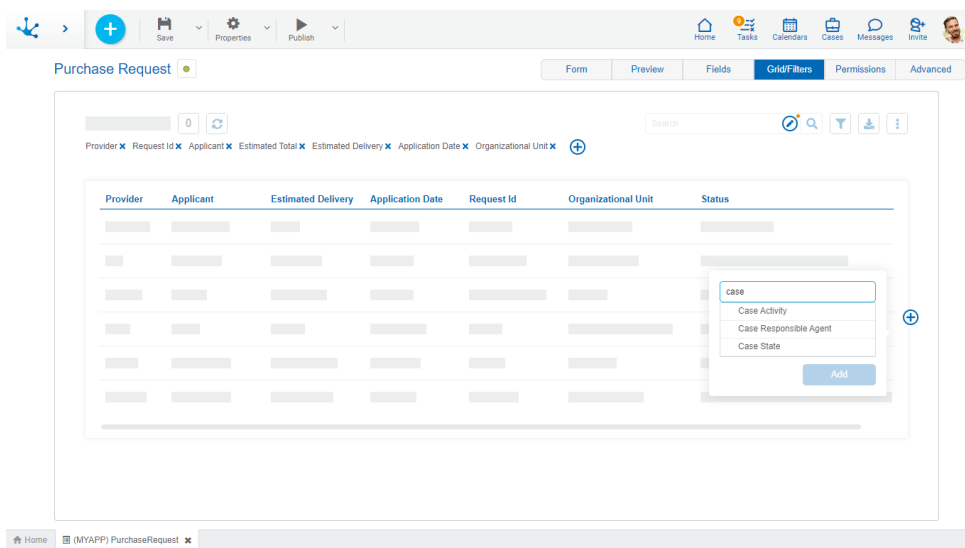 Save Properties Publish Home 9 Tasks Calendars Cases Messages Invite
Purchase Request Form Preview Fields Grid/Filters Permissions Advanced
0 Search
Provider Request Id Applicant Estimated Total Estimated Delivery Application Date Organizational Unit
Provider Applicant Estimated Delivery Application Date Request Id Organizational Unit Status
case
Case Activity
Case Responsible Agent
Case State
Add
Home (MYAPP) PurchaseRequest